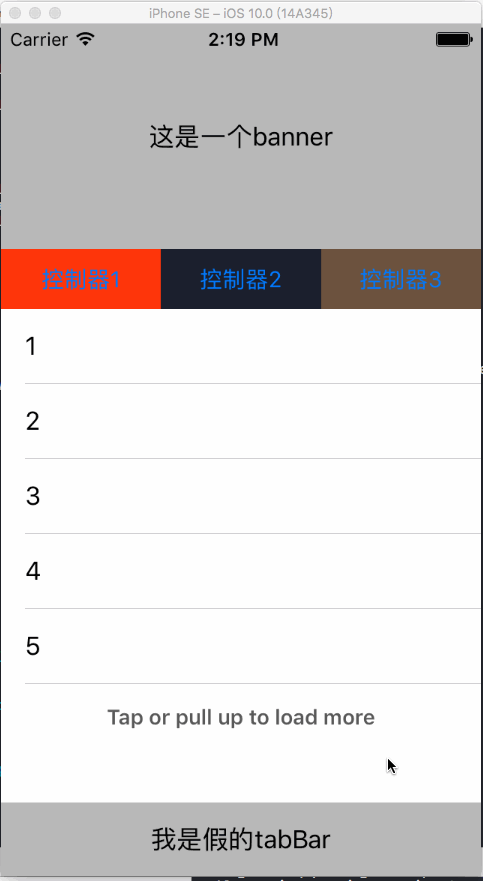 iPhone SE – iOS 10.0 (14A345)
Carrier 2:19 PM
这是一个banner
控制器1 控制器2 控制器3
1
2
3
4
5
Tap or pull up to load more
我是假的tabBar